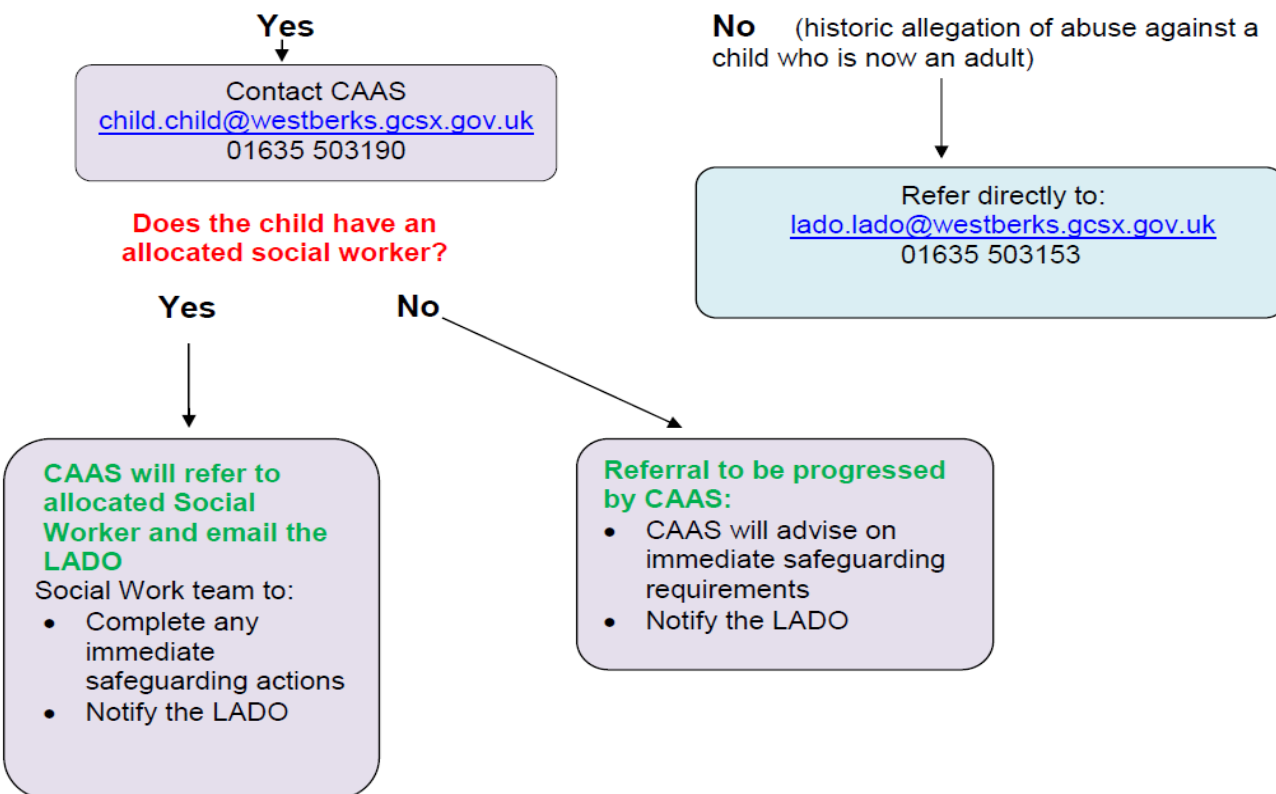 Yes
Contact CAAS
child.child@westberks.gcsx.gov.uk
01635 503190
No (historic allegation of abuse against a
child who is now an adult)
Refer directly to:
lado.lado@westberks.gcsx.gov.uk
01635 503153
Does the child have an
allocated social worker?
Yes
No
CAAS will refer to
allocated Social
Worker and email the
LADO
Social Work team to:
• Complete any
immediate
safeguarding actions
• Notify the LADO
Referral to be progressed
by CAAS:
• CAAS will advise on
immediate safeguarding
requirements
• Notify the LADO